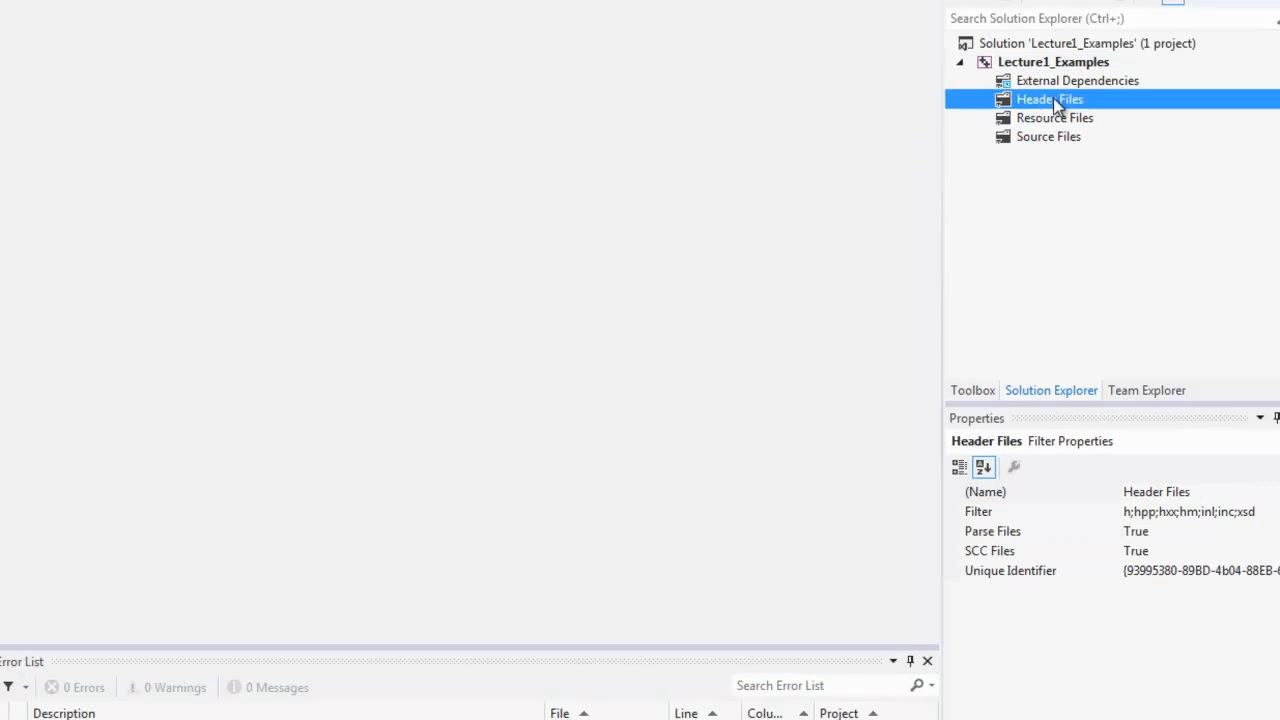 Search Solution Explorer (Ctrl+;)
Solution 'Lecture1_Examples' (1 project)
Lecture1_Examples
External Dependencies
Header Files
Resource Files
Source Files
Toolbox Solution Explorer Team Explorer
Properties
Header Files Filter Properties
(Name) Header Files
Filter h;hpp;hxx;hm;inl;inc;xsd
Parse Files True
SCC Files True
Unique Identifier {93995380-89BD-4b04-88EB-
Error List
0 Errors 0 Warnings 0 Messages Search Error List
Description File Line Colu... Project